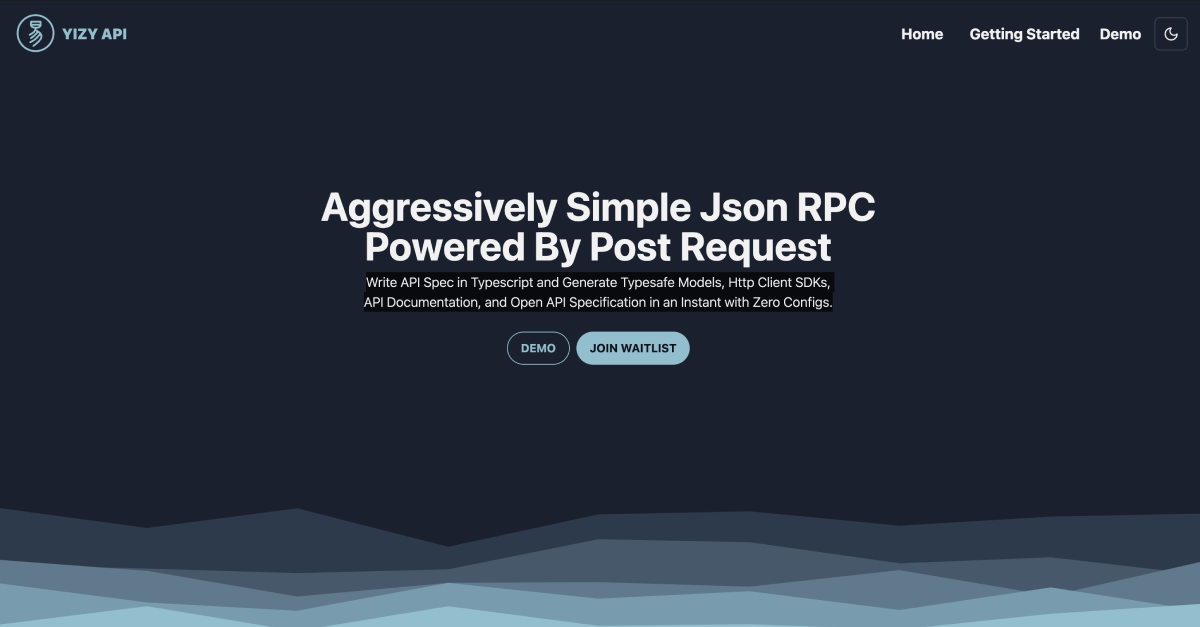 YIZY API
Home
Getting Started
Demo
Aggressively Simple Json RPC
Powered By Post Request
Write API Spec in Typescript and Generate Typesafe Models, Http Client SDKs,
API Documentation, and Open API Specification in an Instant with Zero Configs.
DEMO
JOIN WAITLIST